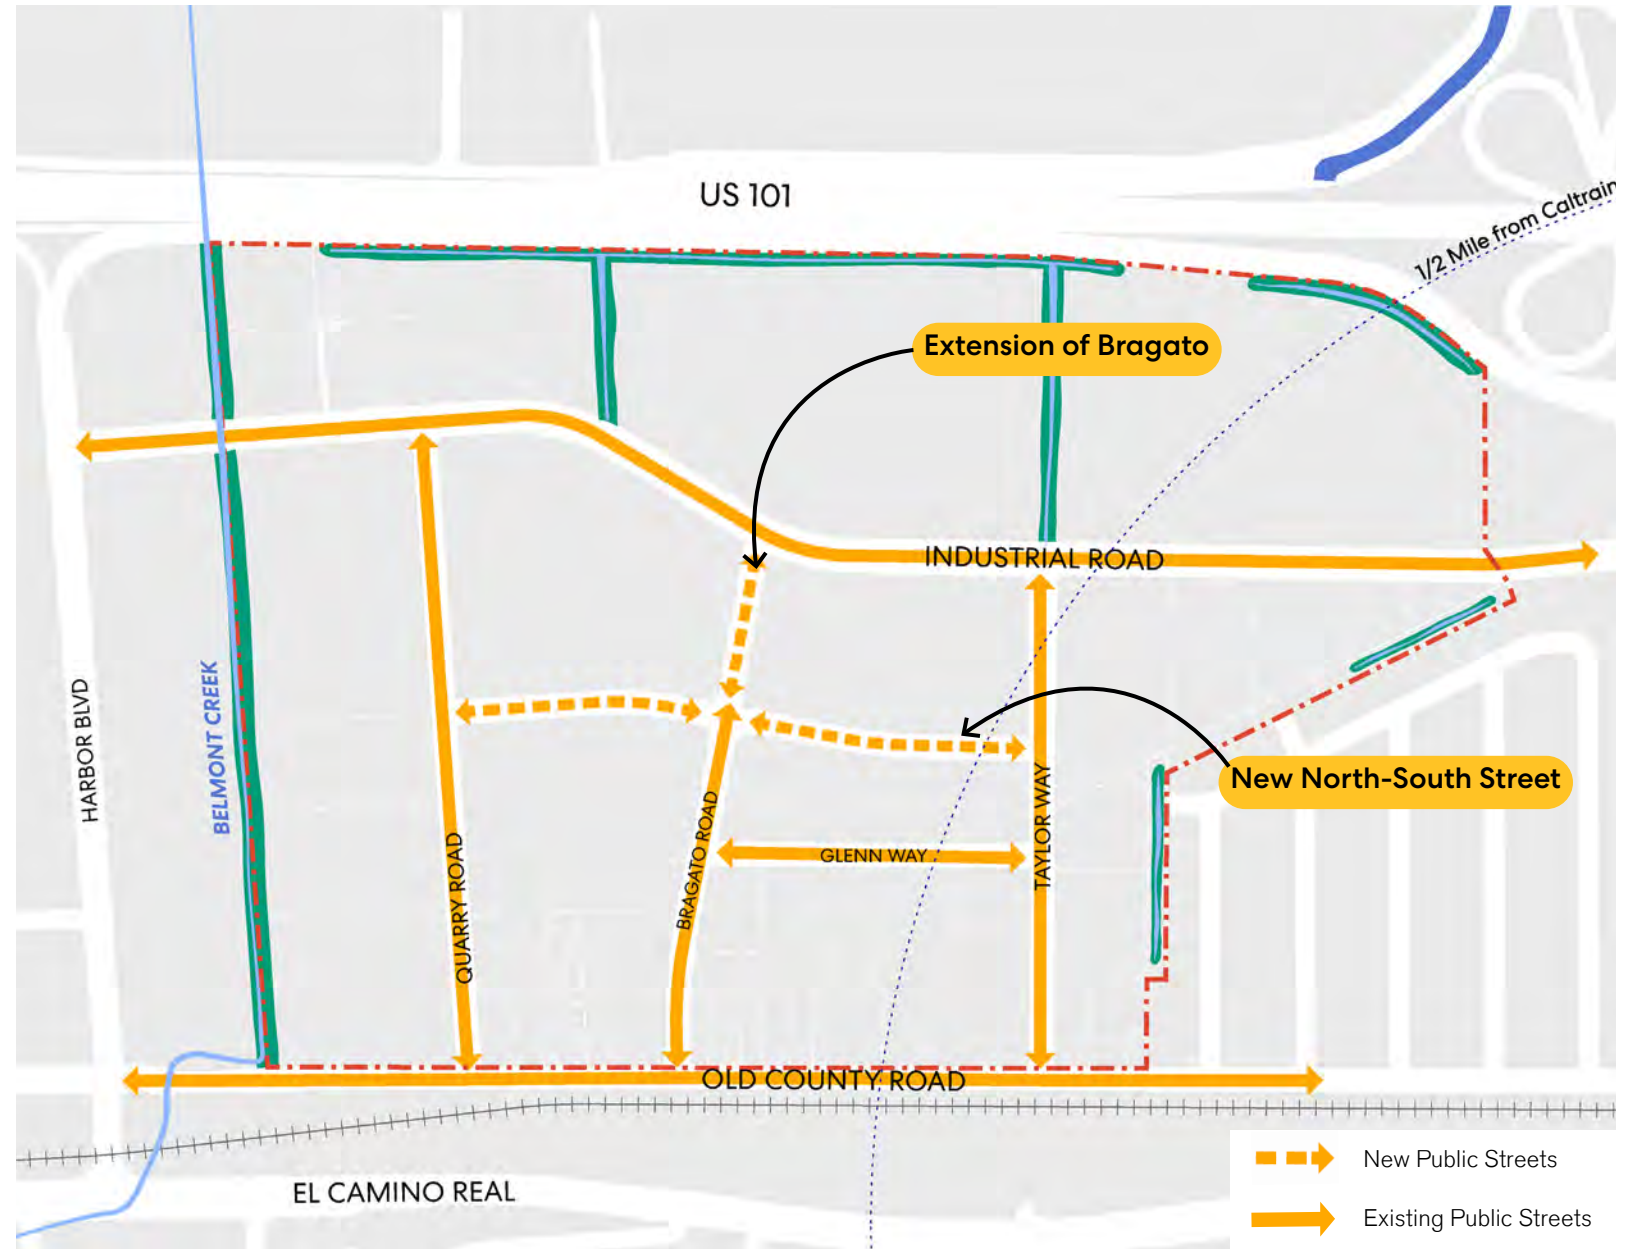 US 101
1/2 Mile from Caltrain
Extension of Bragato
INDUSTRIAL ROAD
HARBOR BLVD
BELMONT CREEK
QUARRY ROAD
BRAGATO ROAD
GLENN WAY
TAYLOR WAY
New North-South Street
OLD COUNTY ROAD
EL CAMINO REAL
New Public Streets
Existing Public Streets